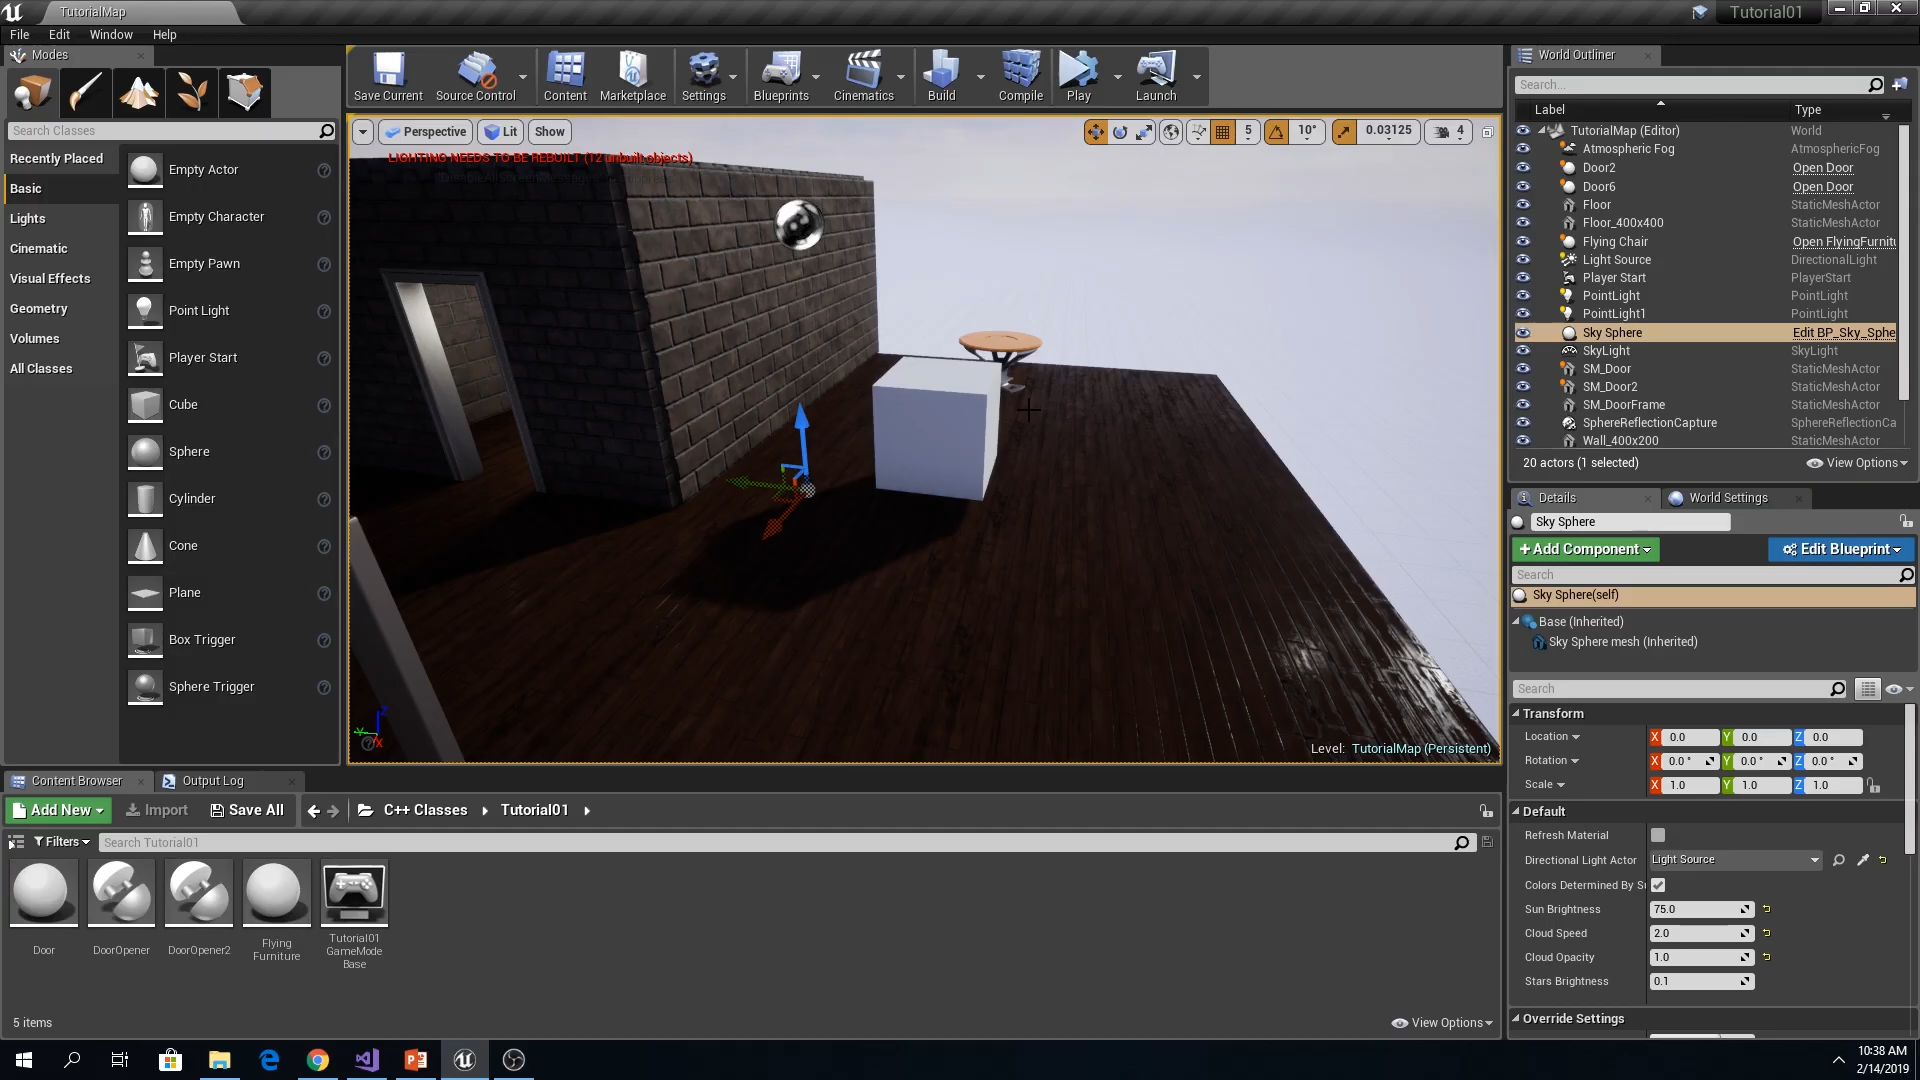 TutorialMap
Tutorial01
File Edit Window Help
Modes
Search Classes
Recently Placed
Basic
Lights
Cinematic
Visual Effects
Geometry
Volumes
All Classes
Empty Actor
Empty Character
Empty Pawn
Point Light
Player Start
Cube
Sphere
Cylinder
Cone
Plane
Box Trigger
Sphere Trigger
Save Current Source Control Content Marketplace Settings Blueprints Cinematics Build Compile Play Launch
Perspective Lit Show
5 10° 0.03125 4
LIGHTING NEEDS TO BE REBUILT (12 unbuilt objects)
Level: TutorialMap (Persistent)
World Outliner
Search...
Label Type
TutorialMap (Editor) World
Atmospheric Fog AtmosphericFog
Door2 Open Door
Door6 Open Door
Floor StaticMeshActor
Floor_400x400 StaticMeshActor
Flying Chair Open FlyingFurnitu
Light Source DirectionalLight
Player Start PlayerStart
PointLight PointLight
PointLight1 PointLight
Sky Sphere Edit BP_Sky_Sphe
SkyLight SkyLight
SM_Door StaticMeshActor
SM_Door2 StaticMeshActor
SM_DoorFrame StaticMeshActor
SphereReflectionCapture SphereReflectionCa
Wall_400x200 StaticMeshActor
20 actors (1 selected) View Options
Details World Settings
Sky Sphere
+Add Component Edit Blueprint
Search
Sky Sphere(self)
Base (Inherited)
Sky Sphere mesh (Inherited)
Search
Transform
Location X 0.0 Y 0.0 Z 0.0
Rotation X 0.0 ° Y 0.0 ° Z 0.0 °
Scale X 1.0 Y 1.0 Z 1.0
Default
Refresh Material
Directional Light Actor Light Source
Colors Determined By Su
Sun Brightness 75.0
Cloud Speed 2.0
Cloud Opacity 1.0
Stars Brightness 0.1
Override Settings
Content Browser Output Log
Add New Import Save All C++ Classes Tutorial01
Filters Search Tutorial01
Door
DoorOpener
DoorOpener2
Flying
Furniture
Tutorial01
GameMode
Base
5 items View Options
10:38 AM
2/14/2019